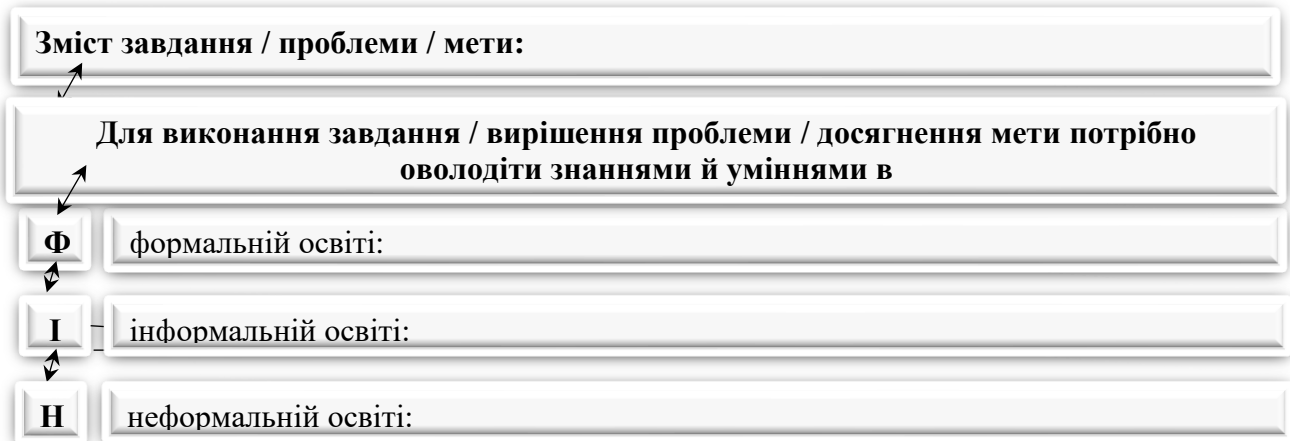 Зміст завдання / проблеми / мети:
Для виконання завдання / вирішення проблеми / досягнення мети потрібно
оволодіти знаннями й уміннями в
Ф формальній освіті:
І інформальній освіті:
Н неформальній освіті: